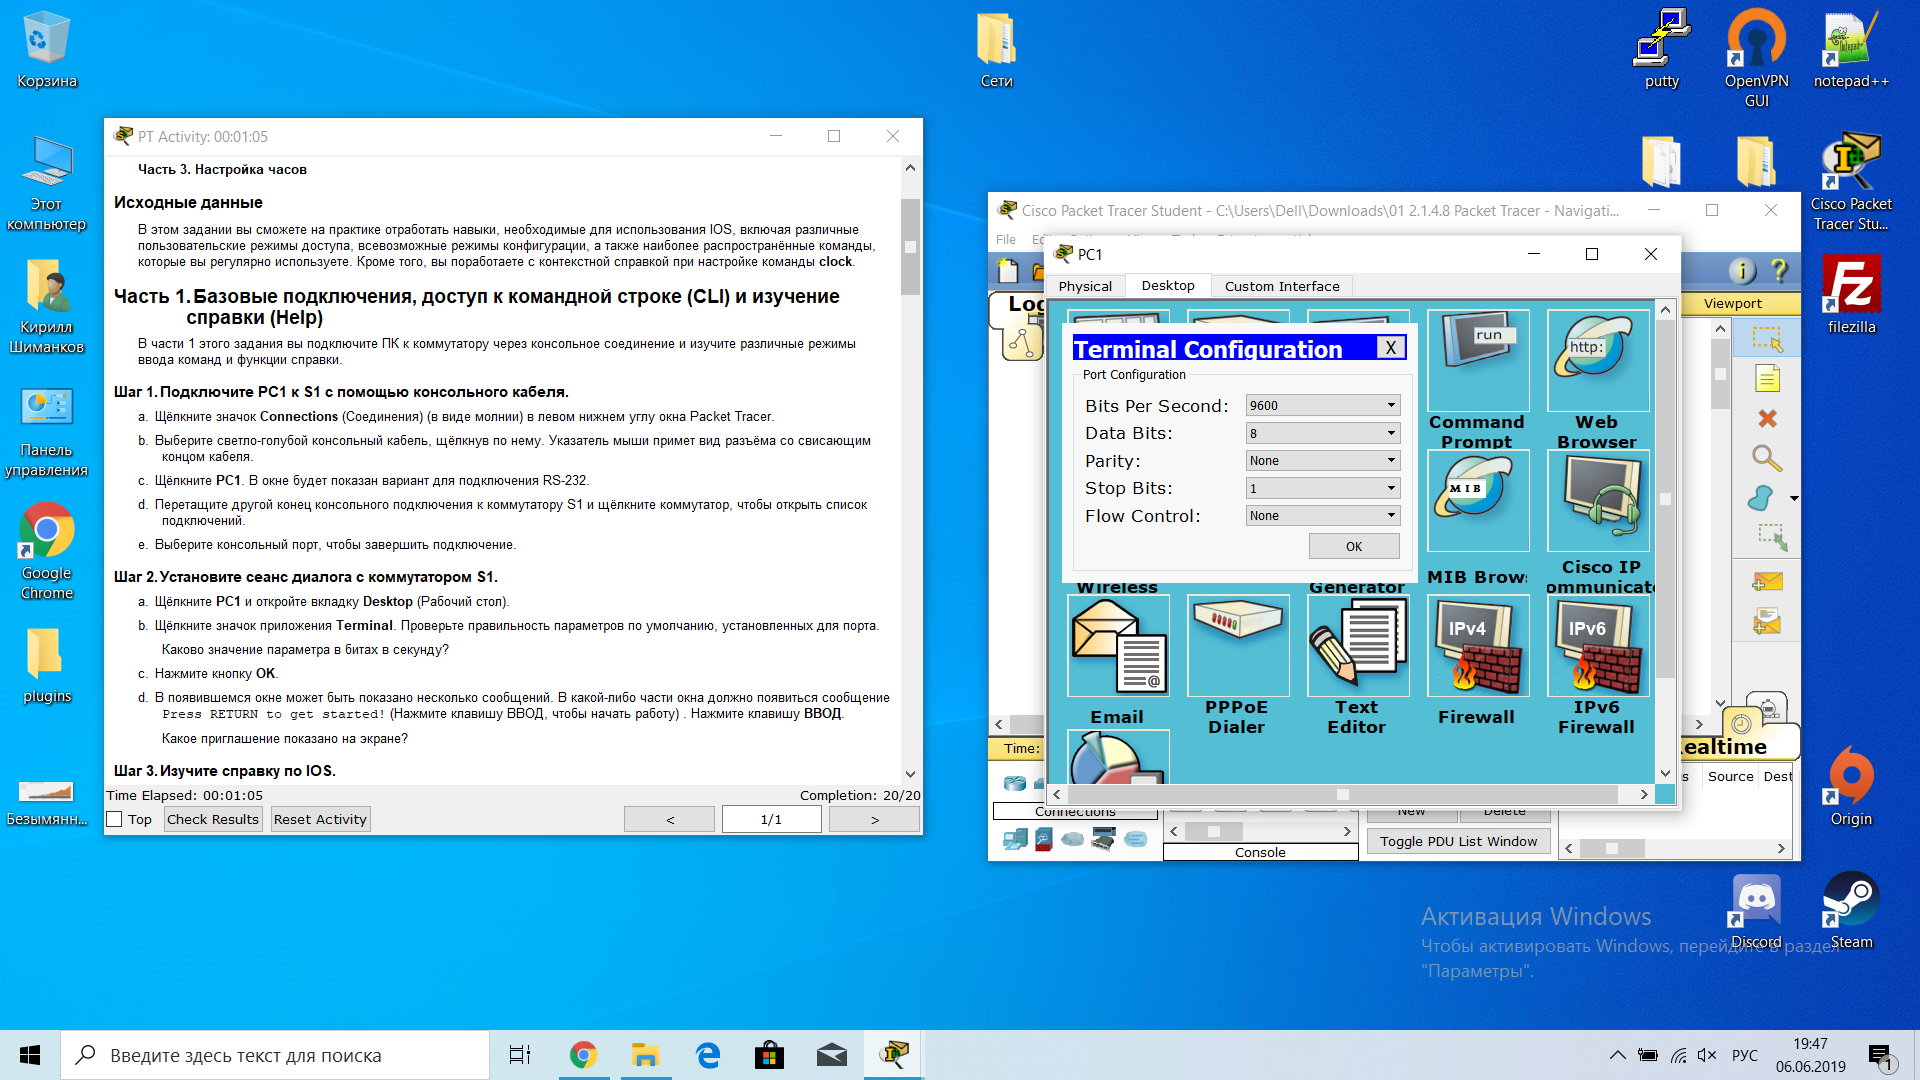 Корзина
Этот
компьютер
Кирилл
Шиманков
Панель
управления
Google
Chrome
plugins
Безымянн...
Сети
putty
OpenVPN
GUI
notepad++
Cisco Packet
Tracer Stu...
filezilla
Origin
Discord
Steam
PT Activity: 00:01:05
Часть 3. Настройка часов
Исходные данные
В этом задании вы сможете на практике отработать навыки, необходимые для использования IOS, включая различные
пользовательские режимы доступа, всевозможные режимы конфигурации, а также наиболее распространённые команды,
которые вы регулярно используете. Кроме того, вы поработаете с контекстной справкой при настройке команды clock.
Часть 1. Базовые подключения, доступ к командной строке (CLI) и изучение
справки (Help)
В части 1 этого задания вы подключите ПК к коммутатору через консольное соединение и изучите различные режимы
ввода команд и функции справки.
Шаг 1. Подключите PC1 к S1 с помощью консольного кабеля.
a. Щёлкните значок Connections (Соединения) (в виде молнии) в левом нижнем углу окна Packet Tracer.
b. Выберите светло-голубой консольный кабель, щёлкнув по нему. Указатель мыши примет вид разъёма со свисающим
концом кабеля.
c. Щёлкните PC1. В окне будет показан вариант для подключения RS-232.
d. Перетащите другой конец консольного подключения к коммутатору S1 и щёлкните коммутатор, чтобы открыть список
подключений.
e. Выберите консольный порт, чтобы завершить подключение.
Шаг 2. Установите сеанс диалога с коммутатором S1.
a. Щёлкните PC1 и откройте вкладку Desktop (Рабочий стол).
b. Щёлкните значок приложения Terminal. Проверьте правильность параметров по умолчанию, установленных для порта.
Каково значение параметра в битах в секунду?
c. Нажмите кнопку OK.
d. В появившемся окне может быть показано несколько сообщений. В какой-либо части окна должно появиться сообщение
Press RETURN to get started! (Нажмите клавишу ВВОД, чтобы начать работу) . Нажмите клавишу ВВОД.
Какое приглашение показано на экране?
Шаг 3. Изучите справку по IOS.
Time Elapsed: 00:01:05
Completion: 20/20
Top
Check Results
Reset Activity
<
1/1
>
Cisco Packet Tracer Student - C:\Users\Dell\Downloads\01 2.1.4.8 Packet Tracer - Navigati...
File
Viewport
PC1
Physical
Desktop
Custom Interface
Terminal Configuration
X
Port Configuration
Bits Per Second:
9600
Data Bits:
8
Parity:
None
Stop Bits:
1
Flow Control:
None
OK
run
http:
Command
Prompt
Web
Browser
MIB
Wireless
Generator
MIB Brows
Cisco IP
ommunicat
@
IPv4
IPv6
Email
PPPoE
Dialer
Text
Editor
Firewall
IPv6
Firewall
Time:
ealtime
Source
Dest
Connections
New
Delete
Toggle PDU List Window
Console
Активация Windows
Чтобы активировать Windows, перейдите в раздел
"Параметры".
Введите здесь текст для поиска
РУС
19:47
06.06.2019
1